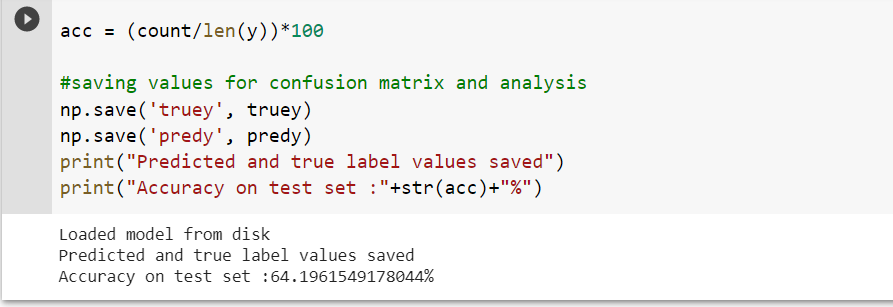 acc = (count/len(y))*100
#saving values for confusion matrix and analysis
np.save('truey', truey)
np.save('predy', predy)
print("Predicted and true label values saved")
print("Accuracy on test set :"+str(acc)+"%")
Loaded model from disk
Predicted and true label values saved
Accuracy on test set :64.1961549178044%